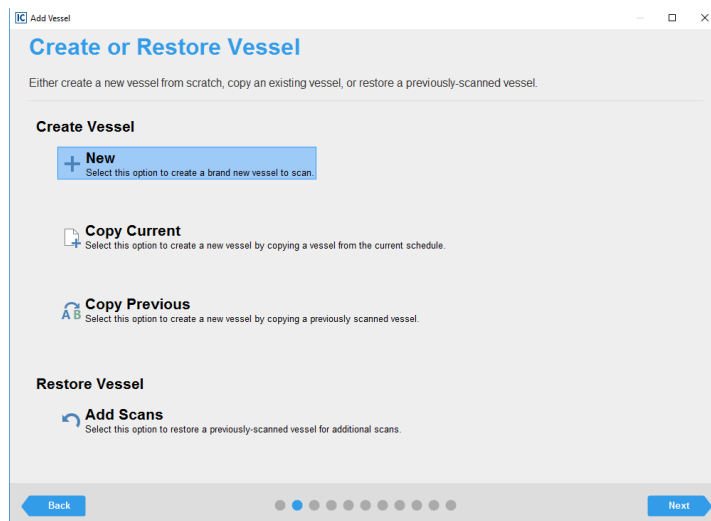 IC Add Vessel
Create or Restore Vessel
Either create a new vessel from scratch, copy an existing vessel, or restore a previously-scanned vessel.
Create Vessel
New
Select this option to create a brand new vessel to scan.
Copy Current
Select this option to create a new vessel by copying a vessel from the current schedule.
Copy Previous
A B
Select this option to create a new vessel by copying a previously scanned vessel.
Restore Vessel
Add Scans
Select this option to restore a previously-scanned vessel for additional scans.
Back
Next